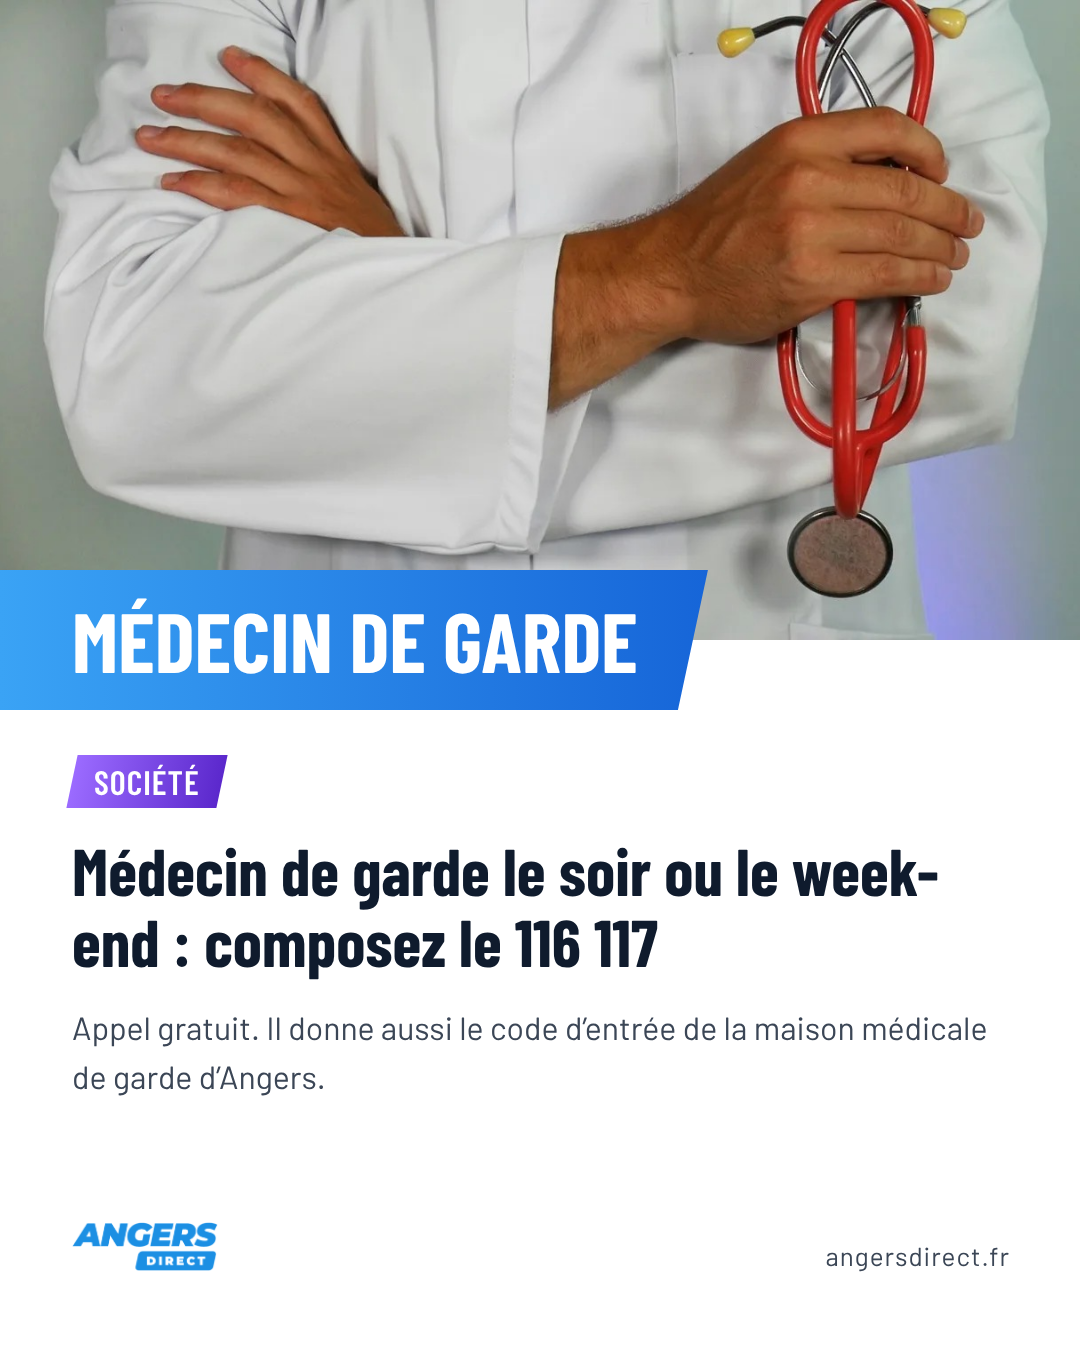 MÉDECIN DE GARDE
SOCIÉTÉ
Médecin de garde le soir ou le week-
end : composez le 116 117
Appel gratuit. Il donne aussi le code d’entrée de la maison médicale
de garde d’Angers.
ANGERS
DIRECT
angersdirect.fr